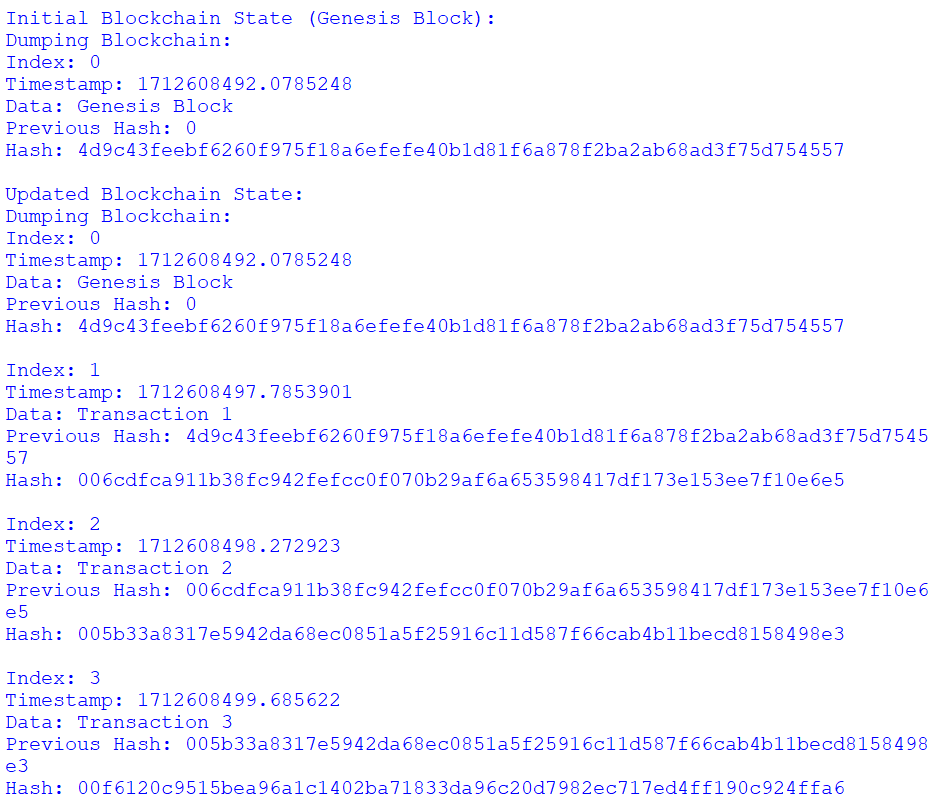 Initial Blockchain State (Genesis Block):
Dumping Blockchain:
Index: 0
Timestamp: 1712608492.0785248
Data: Genesis Block
Previous Hash: 0
Hash: 4d9c43feebf6260f975f18a6efefe40b1d81f6a878f2ba2ab68ad3f75d754557

Updated Blockchain State:
Dumping Blockchain:
Index: 0
Timestamp: 1712608492.0785248
Data: Genesis Block
Previous Hash: 0
Hash: 4d9c43feebf6260f975f18a6efefe40b1d81f6a878f2ba2ab68ad3f75d754557

Index: 1
Timestamp: 1712608497.7853901
Data: Transaction 1
Previous Hash: 4d9c43feebf6260f975f18a6efefe40b1d81f6a878f2ba2ab68ad3f75d7545
57
Hash: 006cdfca911b38fc942fefcc0f070b29af6a653598417df173e153ee7f10e6e5

Index: 2
Timestamp: 1712608498.272923
Data: Transaction 2
Previous Hash: 006cdfca911b38fc942fefcc0f070b29af6a653598417df173e153ee7f10e6
e5
Hash: 005b33a8317e5942da68ec0851a5f25916c11d587f66cab4b11becd8158498e3

Index: 3
Timestamp: 1712608499.685622
Data: Transaction 3
Previous Hash: 005b33a8317e5942da68ec0851a5f25916c11d587f66cab4b11becd8158498
e3
Hash: 00f6120c9515bea96a1c1402ba71833da96c20d7982ec717ed4ff190c924ffa6